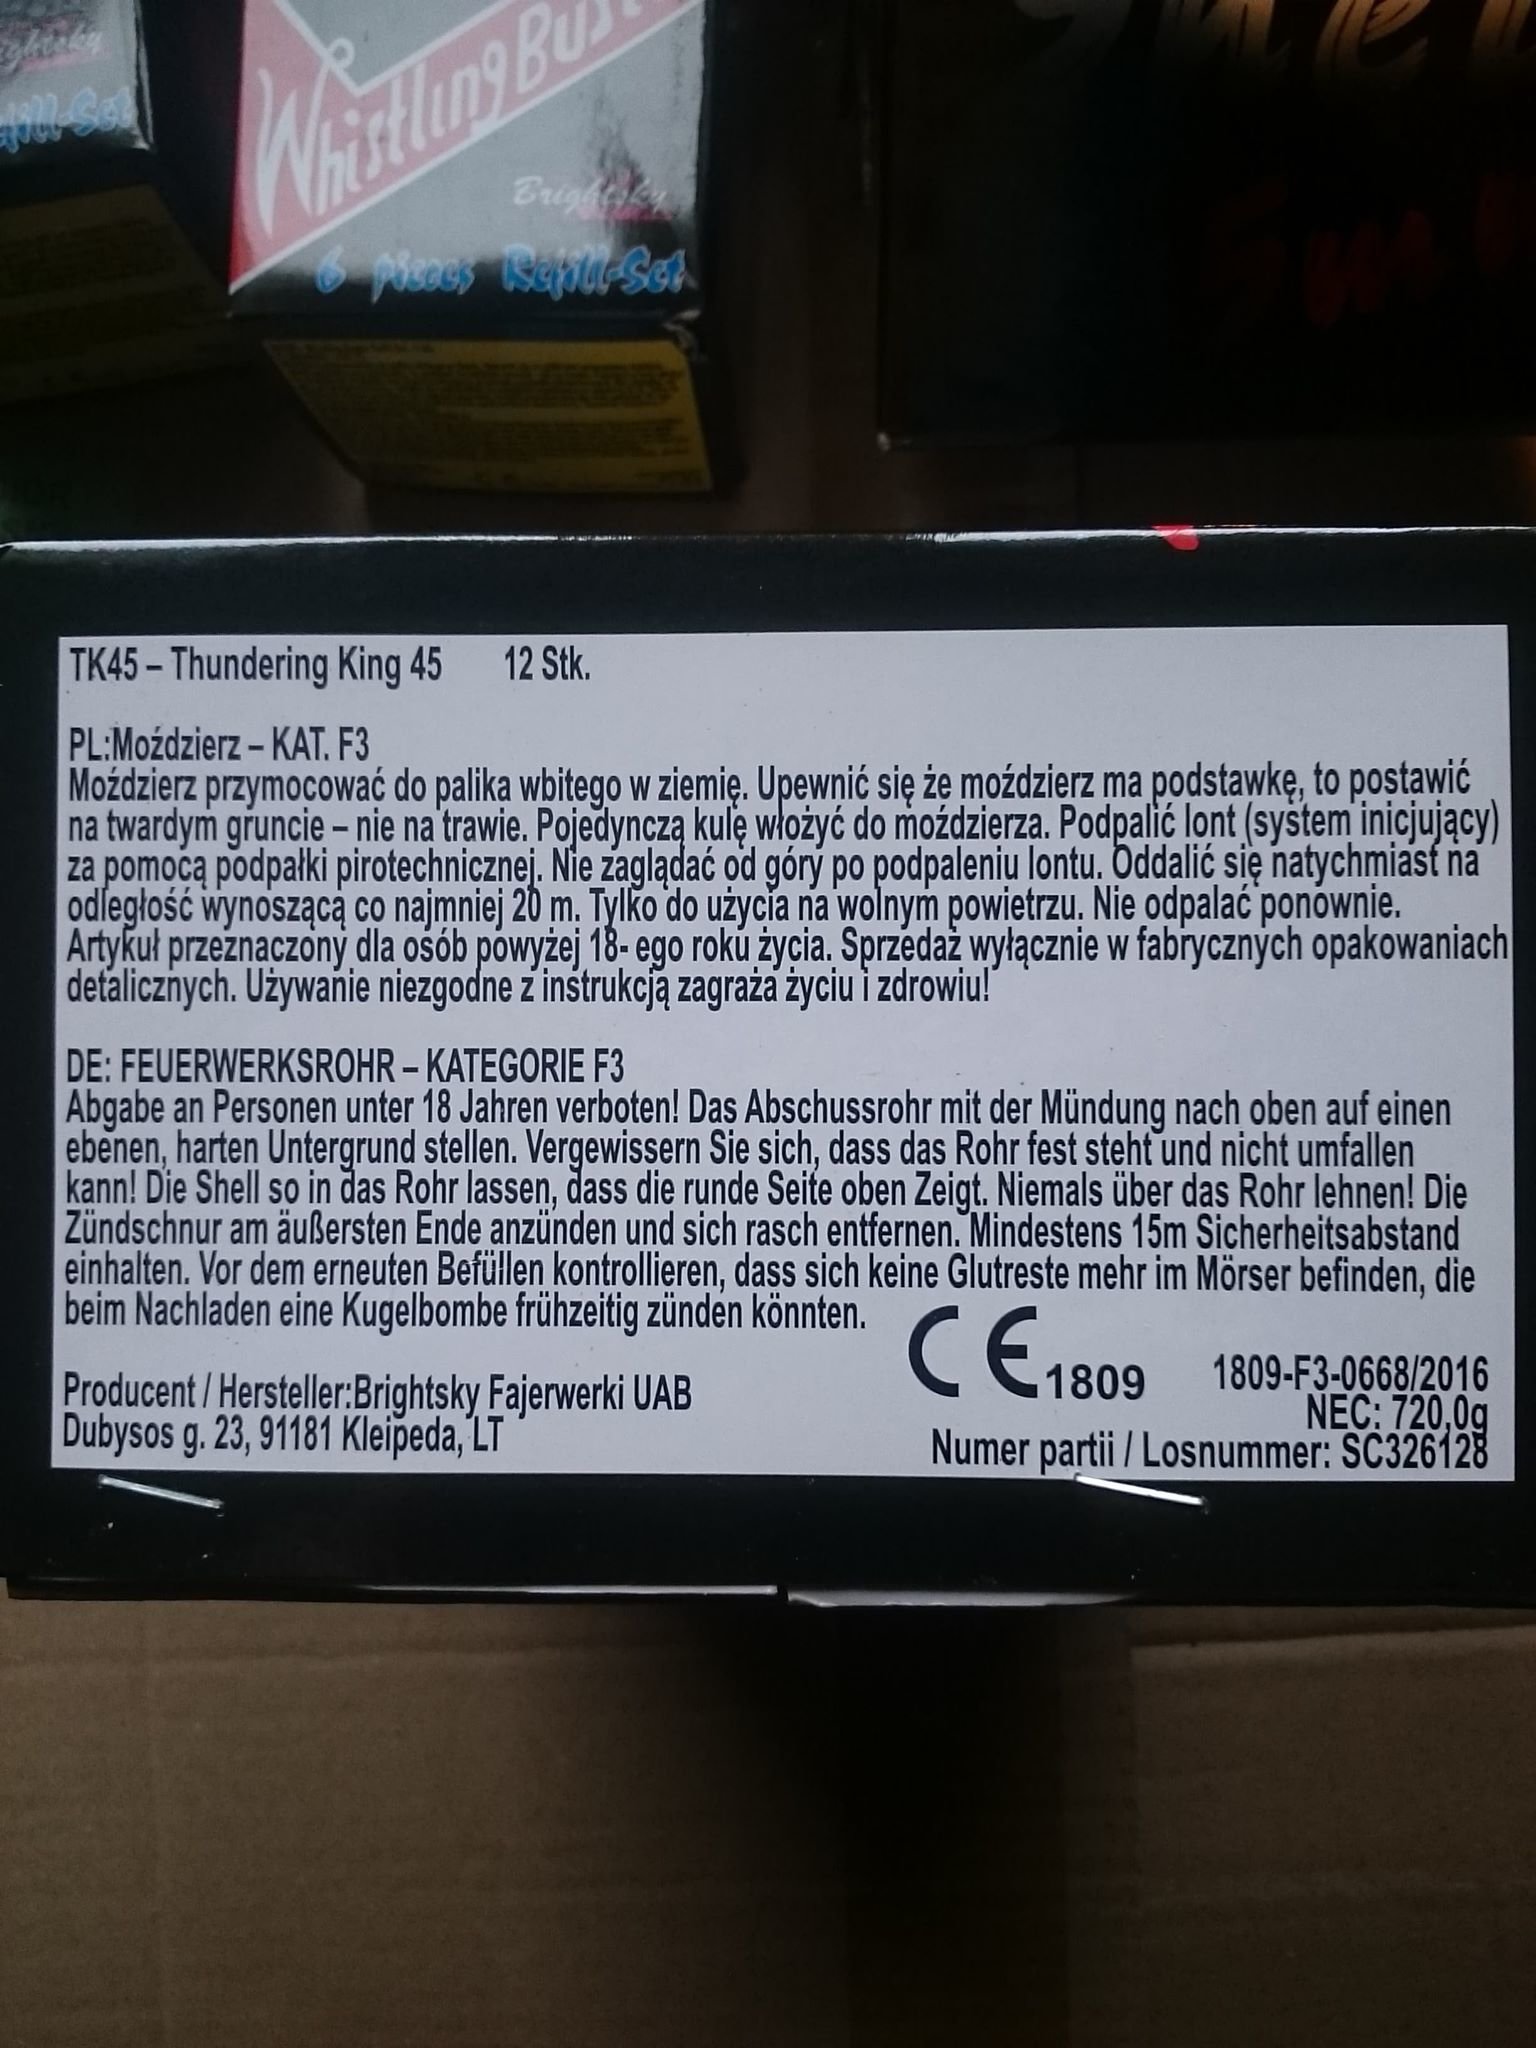 Brightsky
Refill-Set
Whistling
Brightsky
6 pieces Refill-Set
TK45 – Thundering King 45 12 Stk.
PL:Moździerz – KAT. F3
Moździerz przymocować do palika wbitego w ziemię. Upewnić się że moździerz ma podstawkę, to postawić
na twardym gruncie – nie na trawie. Pojedynczą kulę włożyć do moździerza. Podpalić lont (system inicjujący)
za pomocą podpałki pirotechnicznej. Nie zaglądać od góry po podpaleniu lontu. Oddalić się natychmiast na
odległość wynoszącą co najmniej 20 m. Tylko do użycia na wolnym powietrzu. Nie odpalać ponownie.
Artykuł przeznaczony dla osób powyżej 18- ego roku życia. Sprzedaż wyłącznie w fabrycznych opakowaniach
detalicznych. Używanie niezgodne z instrukcją zagraża życiu i zdrowiu!
DE: FEUERWERKSROHR – KATEGORIE F3
Abgabe an Personen unter 18 Jahren verboten! Das Abschussrohr mit der Mündung nach oben auf einen
ebenen, harten Untergrund stellen. Vergewissern Sie sich, dass das Rohr fest steht und nicht umfallen
kann! Die Shell so in das Rohr lassen, dass die runde Seite oben Zeigt. Niemals über das Rohr lehnen! Die
Zündschnur am äußersten Ende anzünden und sich rasch entfernen. Mindestens 15m Sicherheitsabstand
einhalten. Vor dem erneuten Befüllen kontrollieren, dass sich keine Glutreste mehr im Mörser befinden, die
beim Nachladen eine Kugelbombe frühzeitig zünden könnten.
CE 1809 1809-F3-0668/2016
Producent / Hersteller:Brightsky Fajerwerki UAB
NEC: 720,0g
Dubysos g. 23, 91181 Kleipeda, LT
Numer partii / Losnummer: SC326128